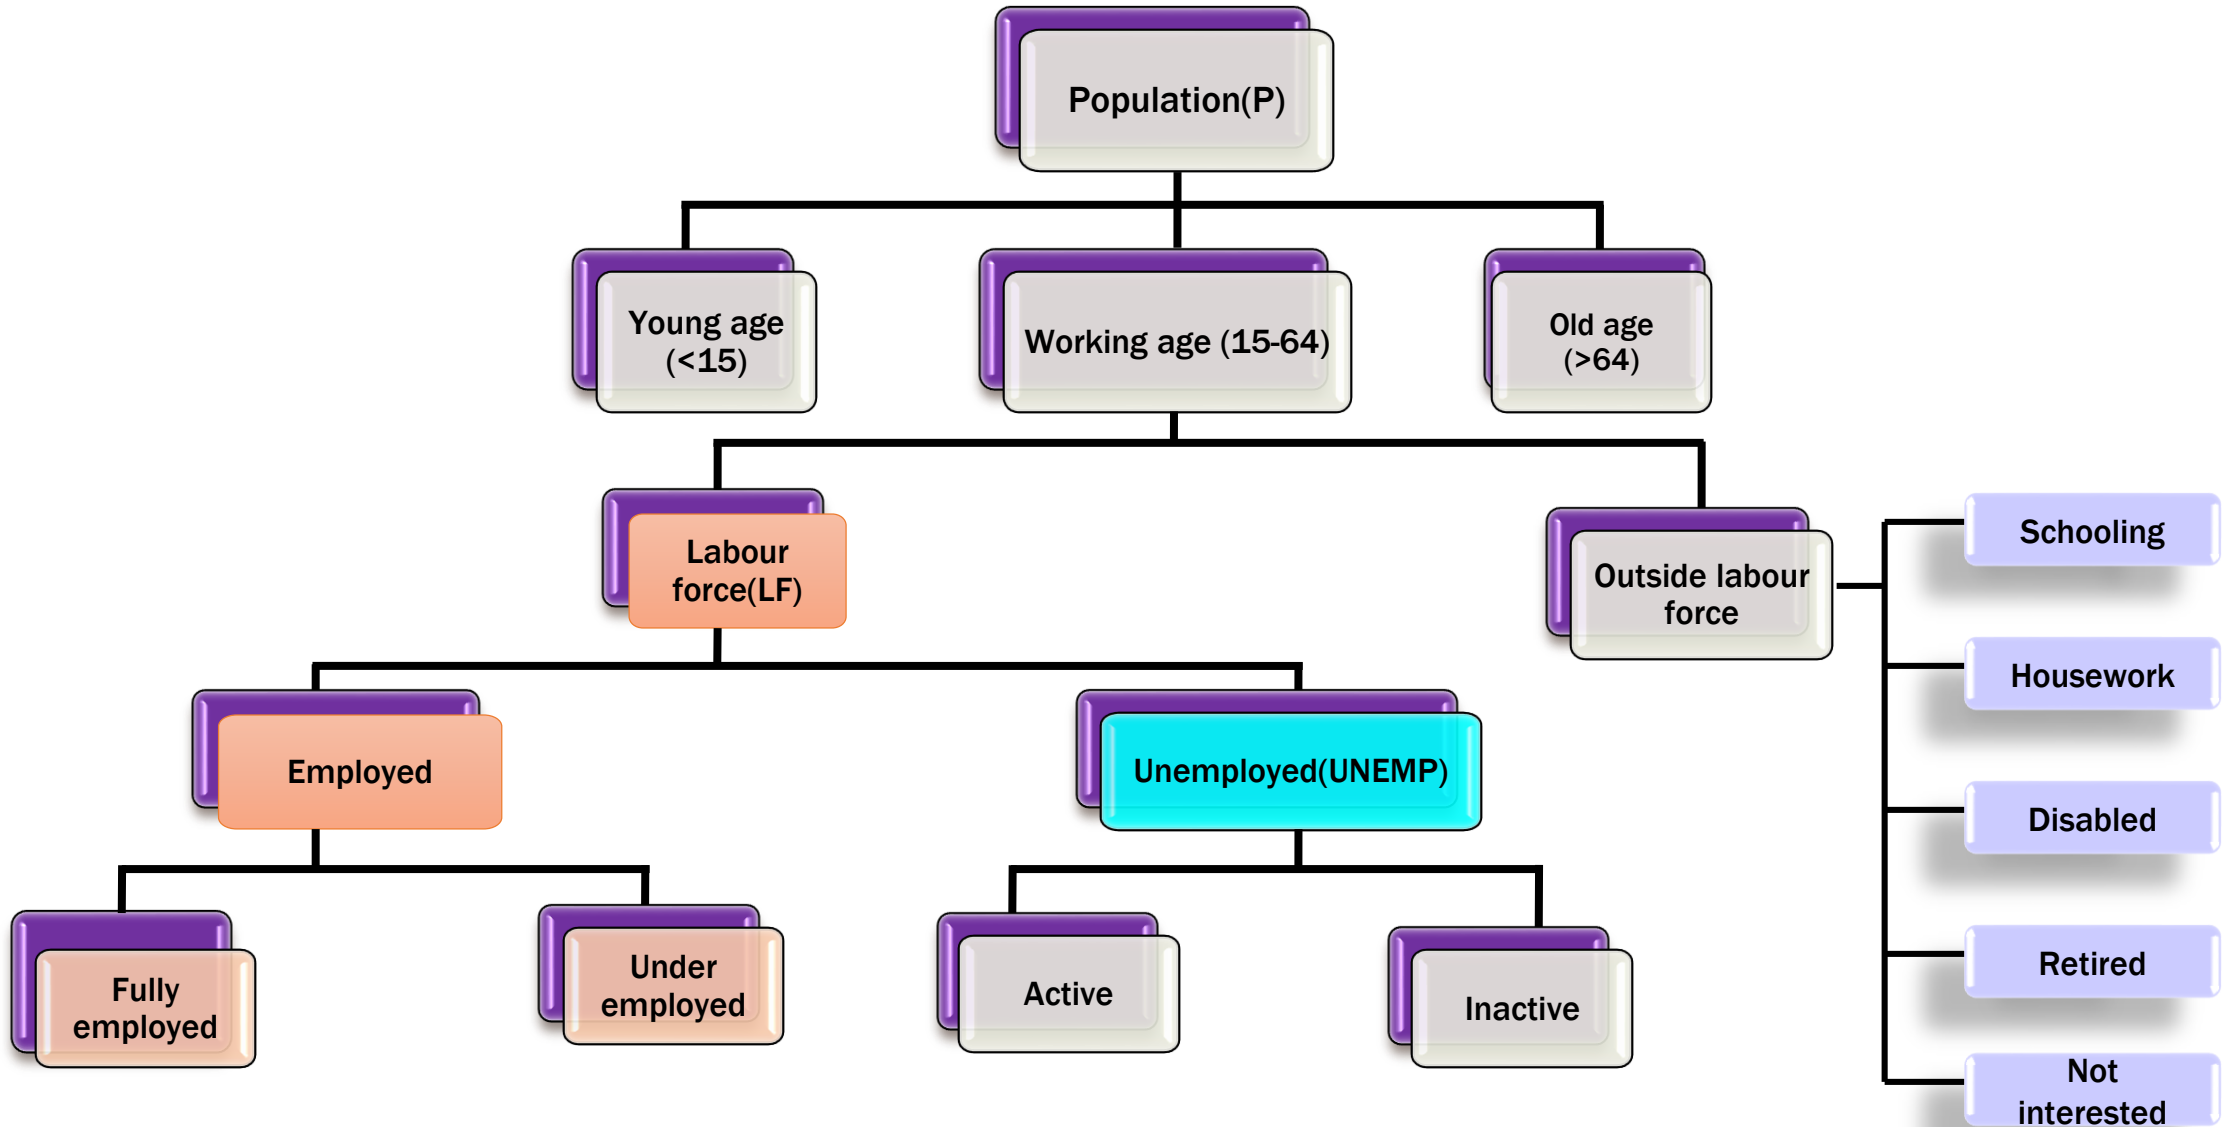 Population(P)
Young age
(<15)
Working age (15-64)
Old age
(>64)
Labour
force(LF)
Outside labour
force
Schooling
Housework
Disabled
Retired
Not
interested
Employed
Unemployed(UNEMP)
Fully
employed
Under
employed
Active
Inactive